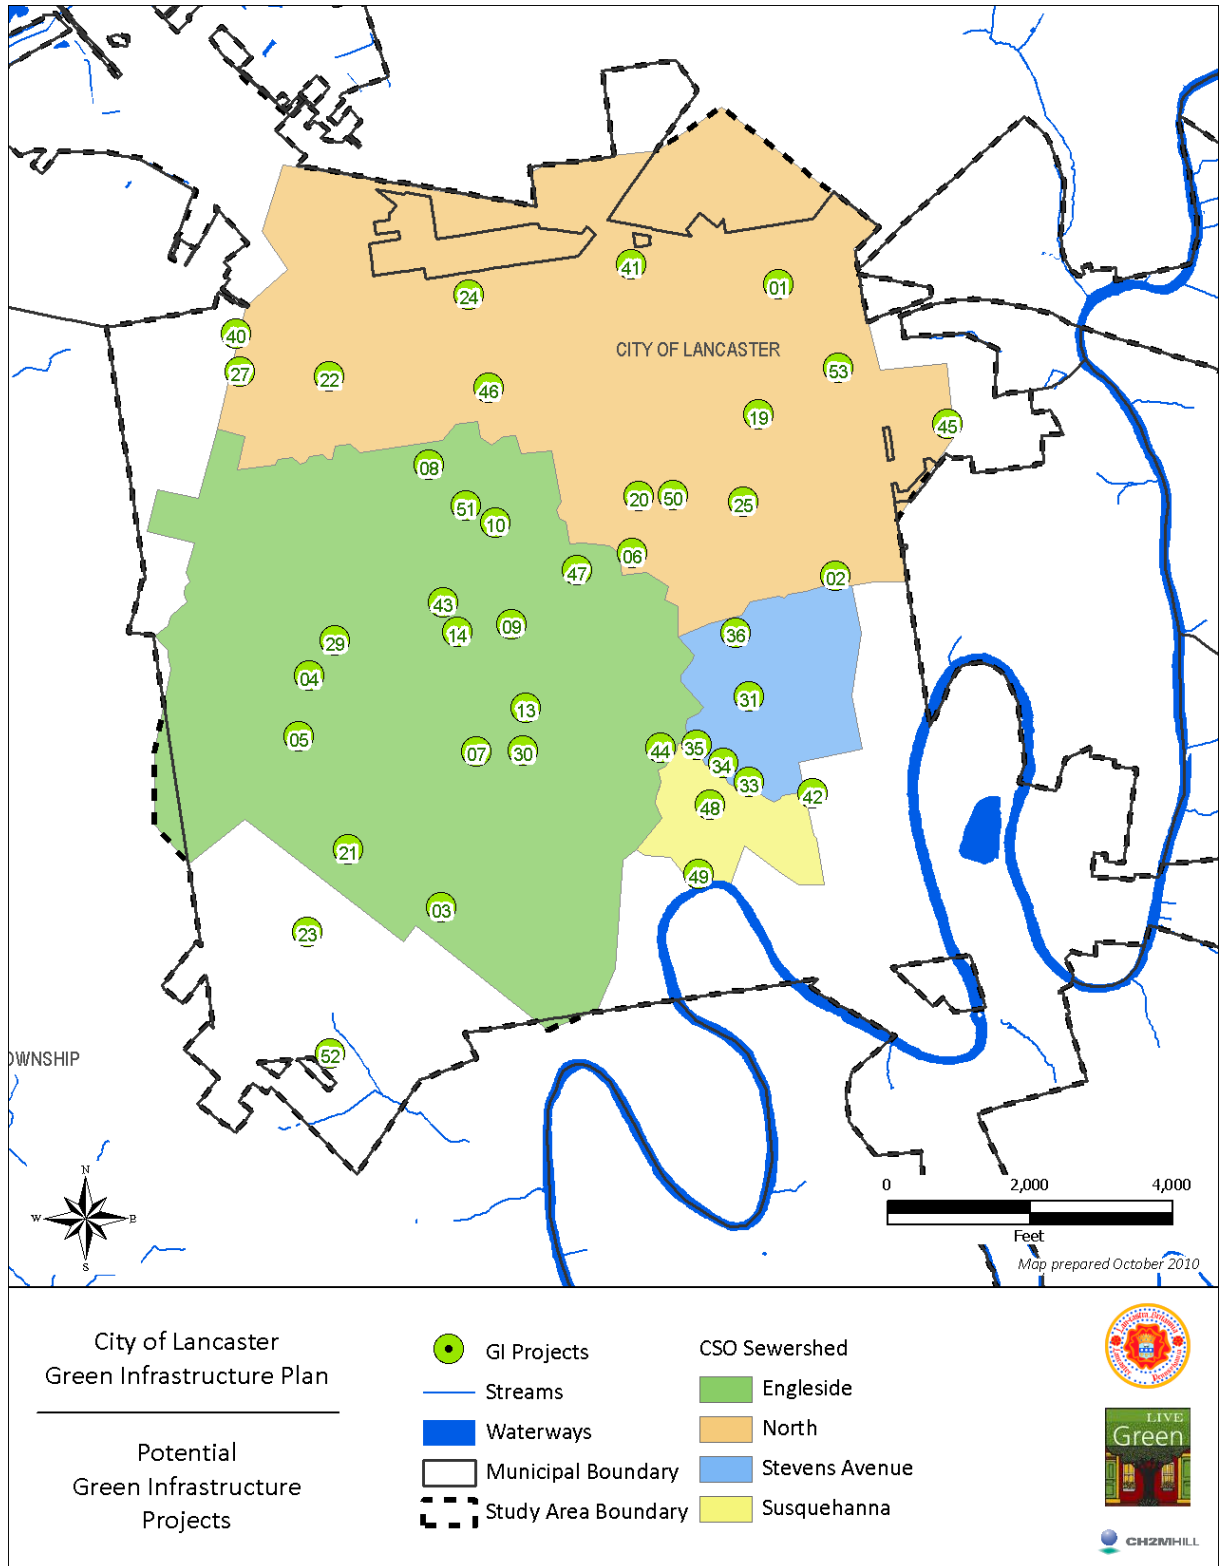 41
24
01
40
CITY OF LANCASTER
27
22
53
46
19
45
08
51
20
50
25
10
06
47
02
43
09
14
36
29
04
31
13
05
35
44
07
30
34
33
42
48
21
49
03
23
52
OWNSHIP
N
W
E
S
0
2,000
4,000
Feet
Map prepared October 2010
City of Lancaster
Green Infrastructure Plan
Potential
Green Infrastructure
Projects
GI Projects
Streams
Waterways
Municipal Boundary
Study Area Boundary
CSO Sewershed
Engleside
North
Stevens Avenue
Susquehanna
LIVE
Green
CH2MHILL